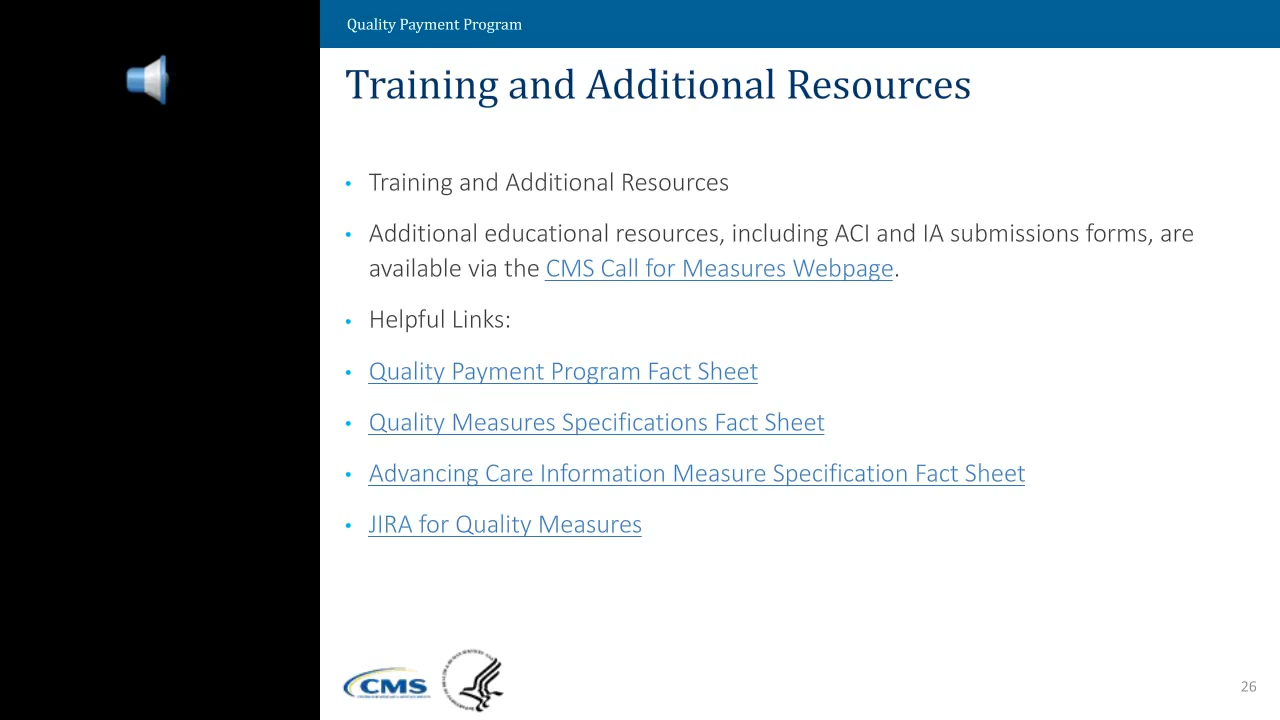 Quality Payment Program
Training and Additional Resources
• Training and Additional Resources
• Additional educational resources, including ACI and IA submissions forms, are
available via the CMS Call for Measures Webpage.
• Helpful Links:
• Quality Payment Program Fact Sheet
• Quality Measures Specifications Fact Sheet
• Advancing Care Information Measure Specification Fact Sheet
• JIRA for Quality Measures
CMS
26